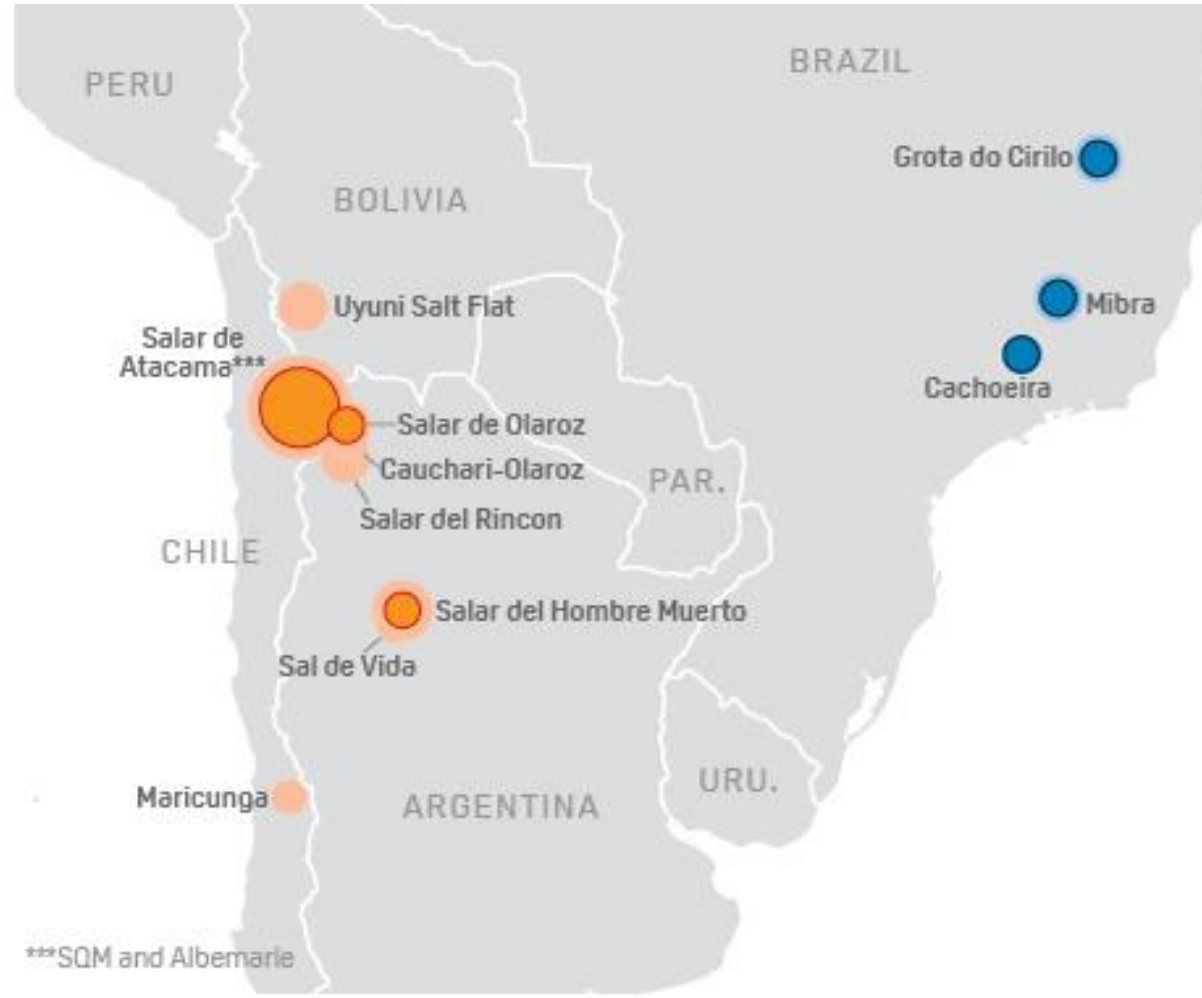 BRAZIL
PERU
Grota do Cirilo
BOLIVIA
Uyuni Salt Flat
Mibra
Salar de
Atacama***
Cachoeira
Salar de Olaroz
Cauchari-Olaroz
PAR.
Salar del Rincon
CHILE
Salar del Hombre Muerto
Sal de Vida
URU.
Maricunga
ARGENTINA
***SQM and Albemarle